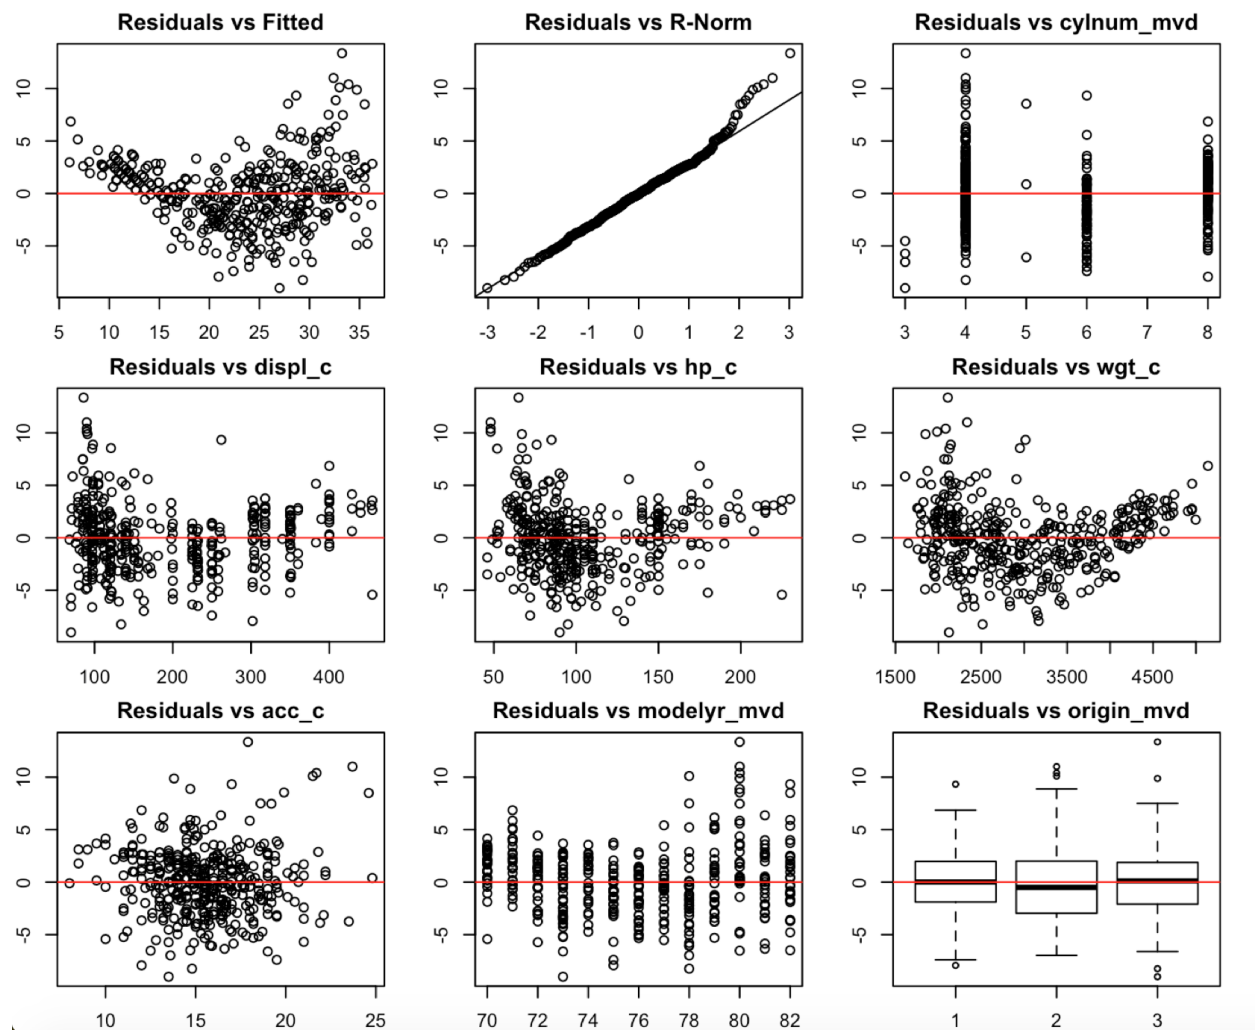 Residuals vs Fitted
Residuals vs R-Norm
Residuals vs cylnum_mvd
10
5
0
-5
5 10 15 20 25 30 35
10
5
0
-5
-3 -2 -1 0 1 2 3
10
5
0
-5
3 4 5 6 7 8
Residuals vs displ_c
Residuals vs hp_c
Residuals vs wgt_c
10
5
0
-5
100 200 300 400
10
5
0
-5
50 100 150 200
10
5
0
-5
1500 2500 3500 4500
Residuals vs acc_c
Residuals vs modelyr_mvd
Residuals vs origin_mvd
10
5
0
-5
10 15 20 25
10
5
0
-5
70 72 74 76 78 80 82
10
5
0
-5
1 2 3